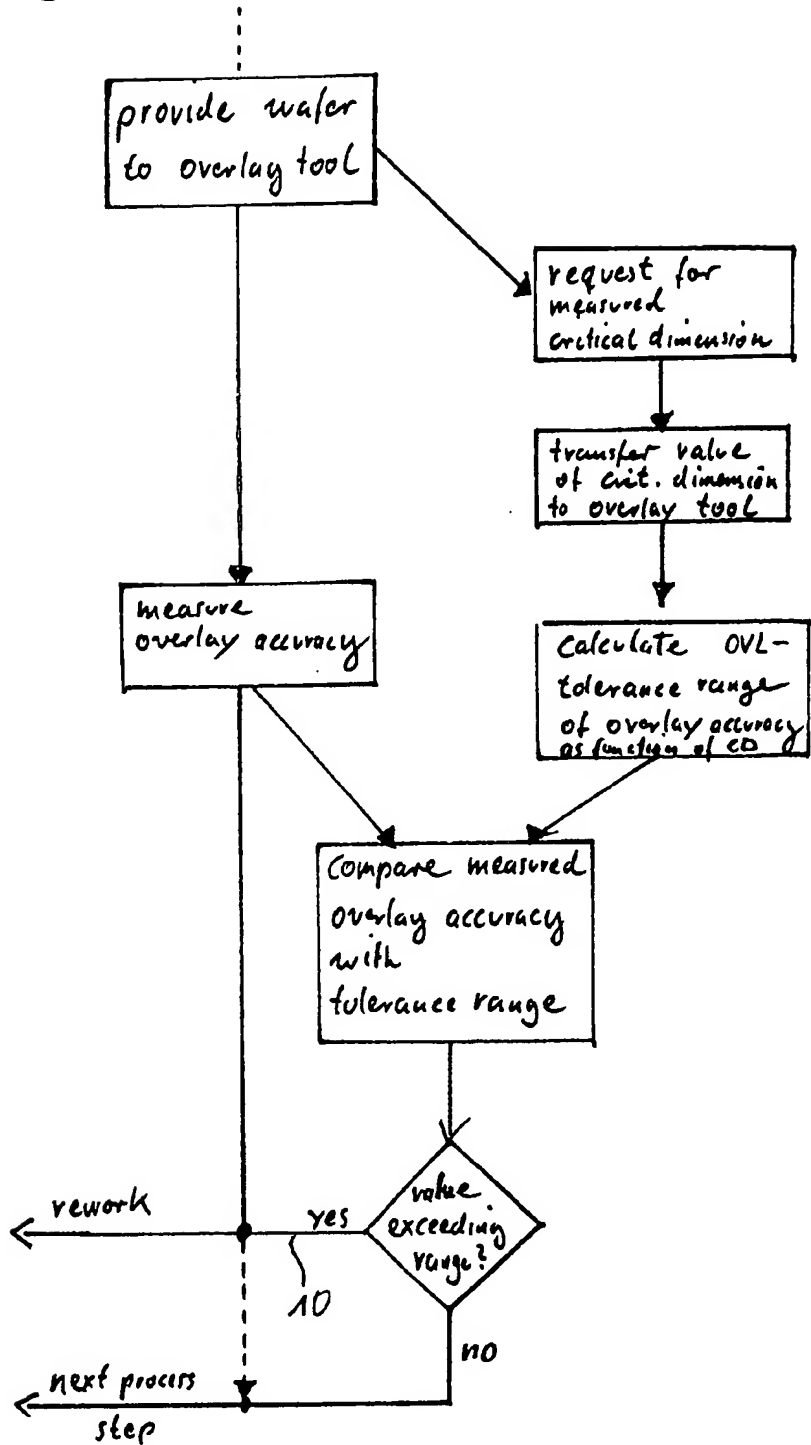 provide wafer
to overlay tool
request for
measured
critical dimension
transfer value
of crit. dimension
to overlay tool
measure
overlay accuracy
calculate OVL-
tolerance range
of overlay accuracy
as function of CD
compare measured
overlay accuracy
with
tolerance range
value
exceeding
range?
yes
rework
10
no
next process
step